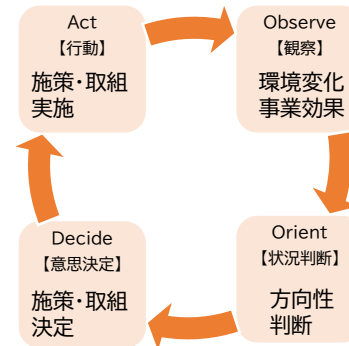 Act
【行動】
施策・取組
実施
Observe
【観察】
環境変化
事業効果
Decide
【意思決定】
施策・取組
決定
Orient
【状況判断】
方向性
判断